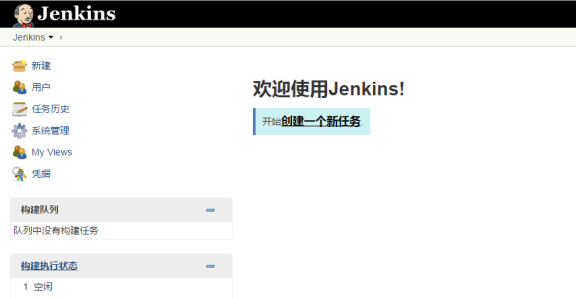 Jenkins
Jenkins
新建
用户
任务历史
系统管理
My Views
凭据
构建队列
队列中没有构建任务
构建执行状态
1 空闲
欢迎使用Jenkins!
开始创建一个新任务